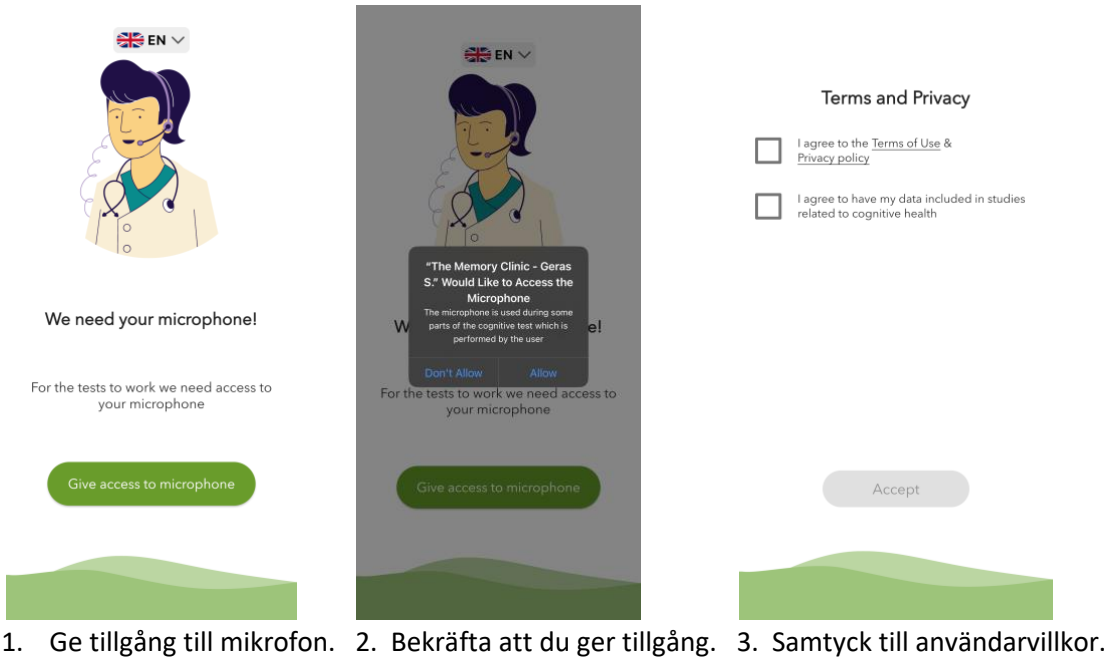 EN
We need your microphone!
For the tests to work we need access to
your microphone
Give access to microphone
1. Ge tillgång till mikrofon.
EN
"The Memory Clinic - Geras
S." Would Like to Access the
Microphone
The microphone is used during some
parts of the cognitive test which is
performed by the user
Don't Allow Allow
W e!
For the tests to work we need access to
your microphone
Give access to microphone
2. Bekräfta att du ger tillgång.
Terms and Privacy
I agree to the Terms of Use &
Privacy policy
I agree to have my data included in studies
related to cognitive health
Accept
3. Samtyck till användarvillkor.